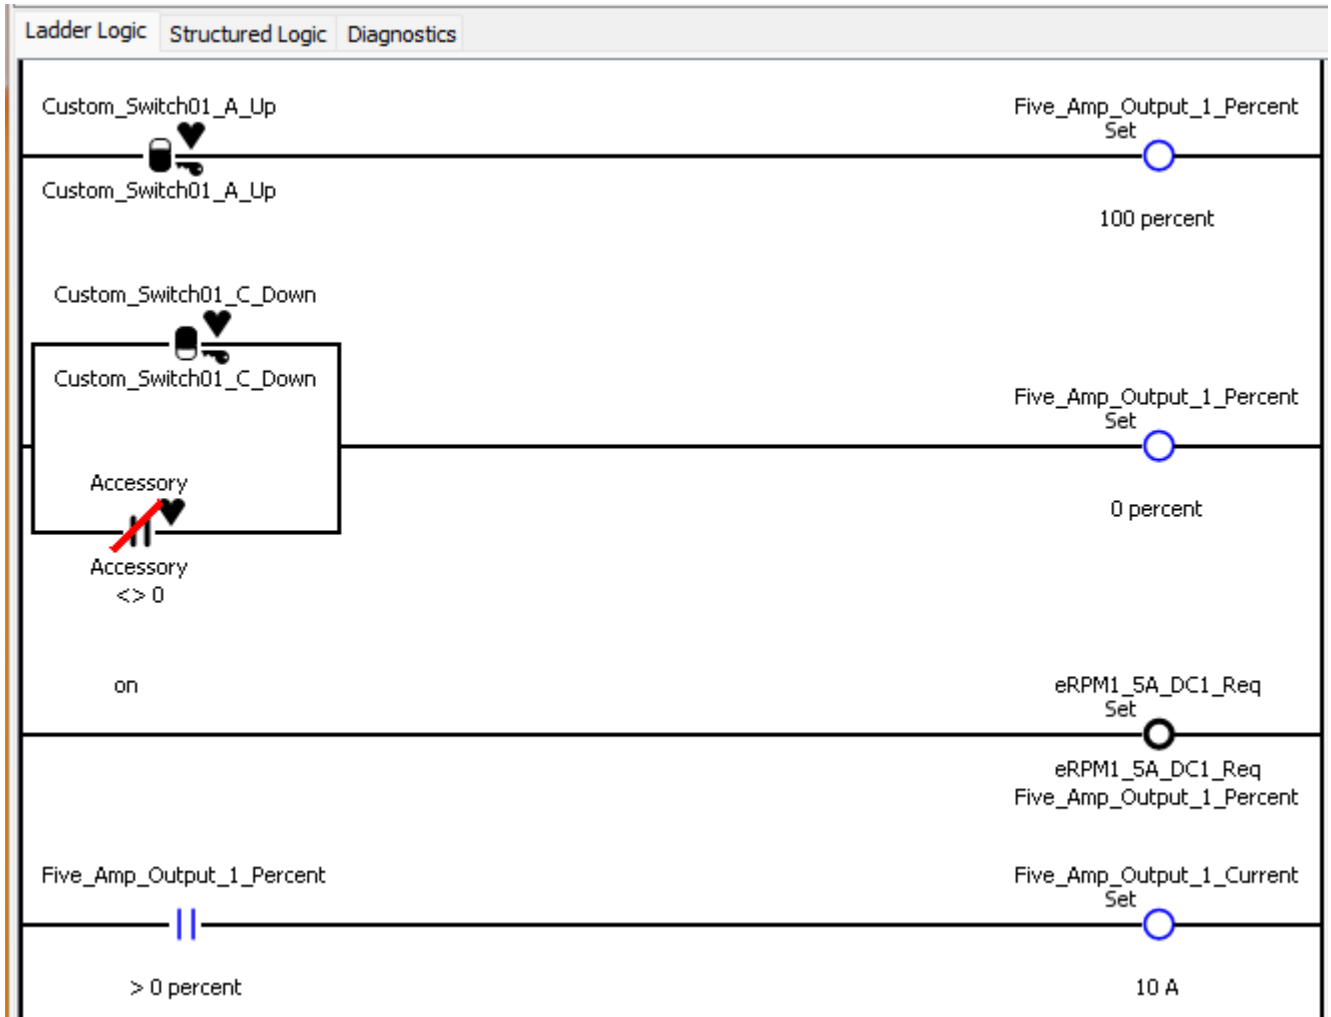 Ladder Logic Structured Logic Diagnostics
Custom_Switch01_A_Up Five_Amp_Output_1_Percent
Set
Custom_Switch01_A_Up
100 percent
Custom_Switch01_C_Down
Custom_Switch01_C_Down
Five_Amp_Output_1_Percent
Set
Accessory
0 percent
Accessory
<> 0
on eRPM1_5A_DC1_Req
Set
eRPM1_5A_DC1_Req
Five_Amp_Output_1_Percent
Five_Amp_Output_1_Percent Five_Amp_Output_1_Current
Set
> 0 percent 10 A